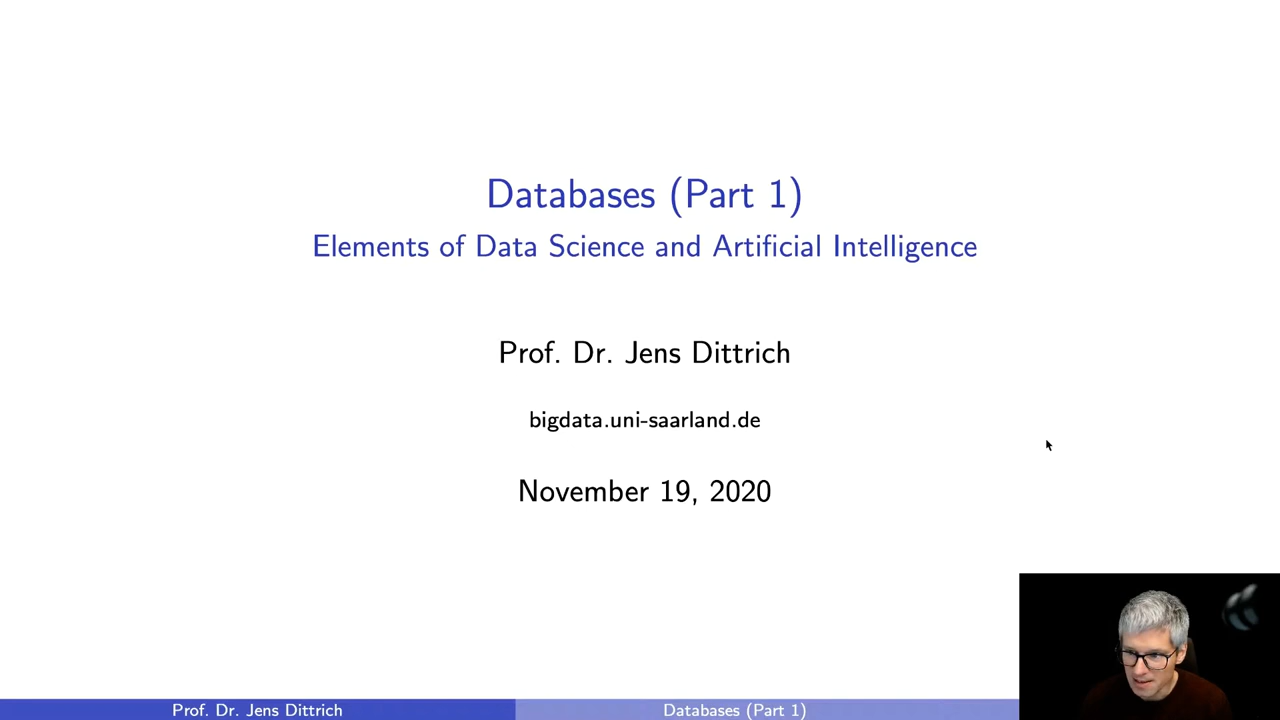 Databases (Part 1)
Elements of Data Science and Artificial Intelligence
Prof. Dr. Jens Dittrich
bigdata.uni-saarland.de
November 19, 2020
Prof. Dr. Jens Dittrich
Databases (Part 1)